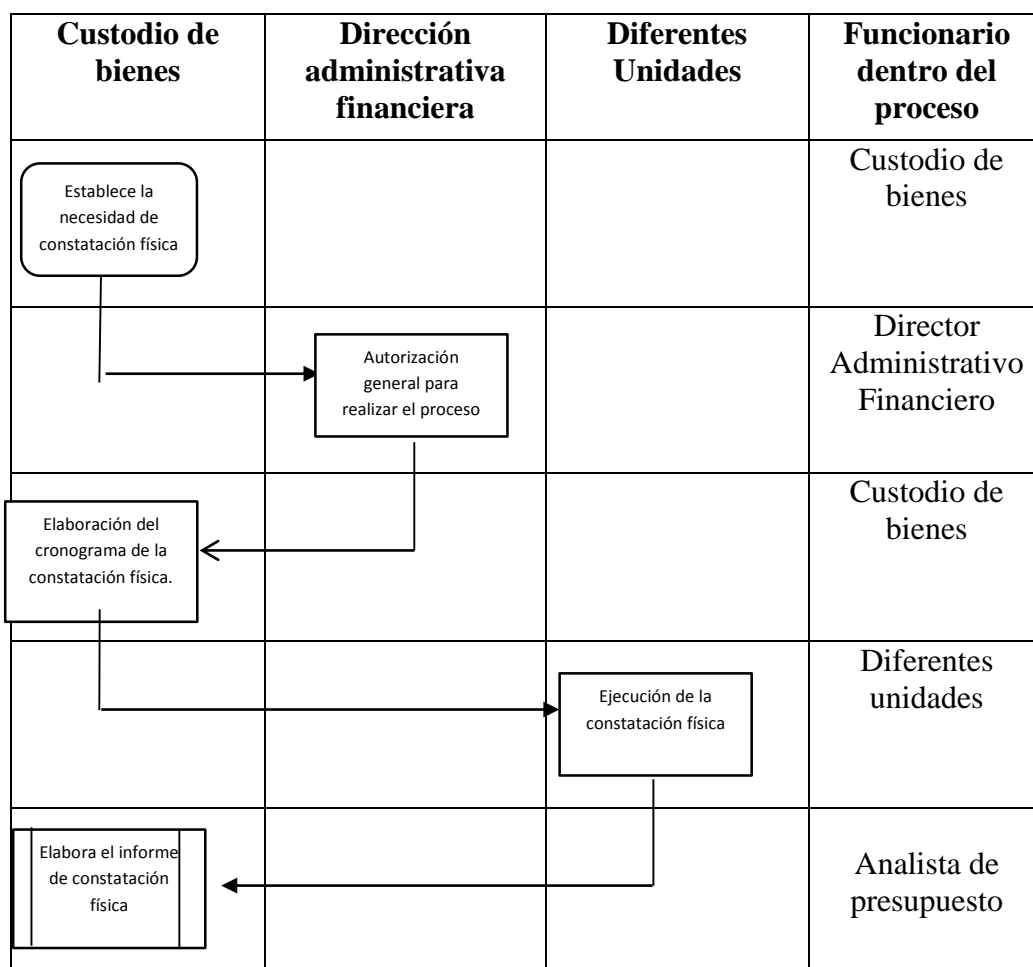 Custodio de
bienes
Dirección
administrativa
financiera
Diferentes
Unidades
Funcionario
dentro del
proceso
Establece la
necesidad de
constatación física
Custodio de
bienes
Autorización
general para
realizar el proceso
Director
Administrativo
Financiero
Elaboración del
cronograma de la
constatación física.
Custodio de
bienes
Ejecución de la
constatación física
Diferentes
unidades
Elabora el informe
de constatación
física
Analista de
presupuesto